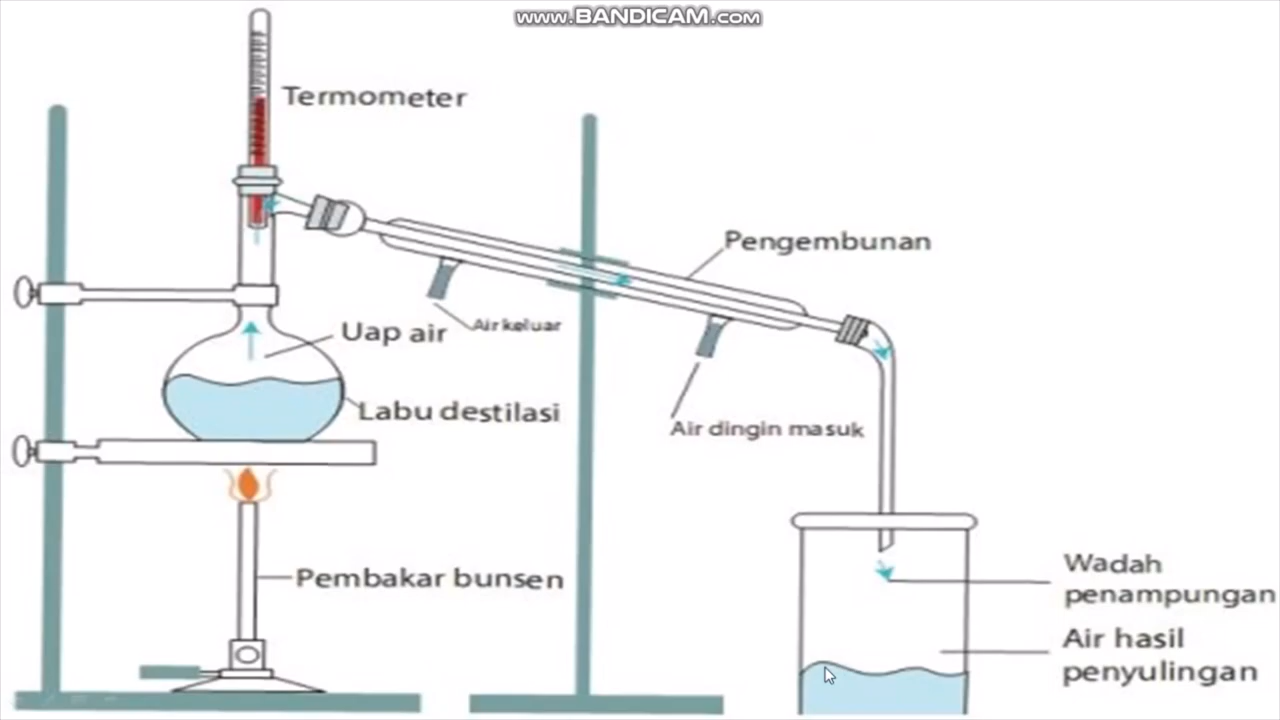 www.BANDICAM.com
Termometer
Pengembunan
Air keluar
Uap air
Labu destilasi
Air dingin masuk
Pembakar bunsen
Wadah
penampungan
Air hasil
penyulingan